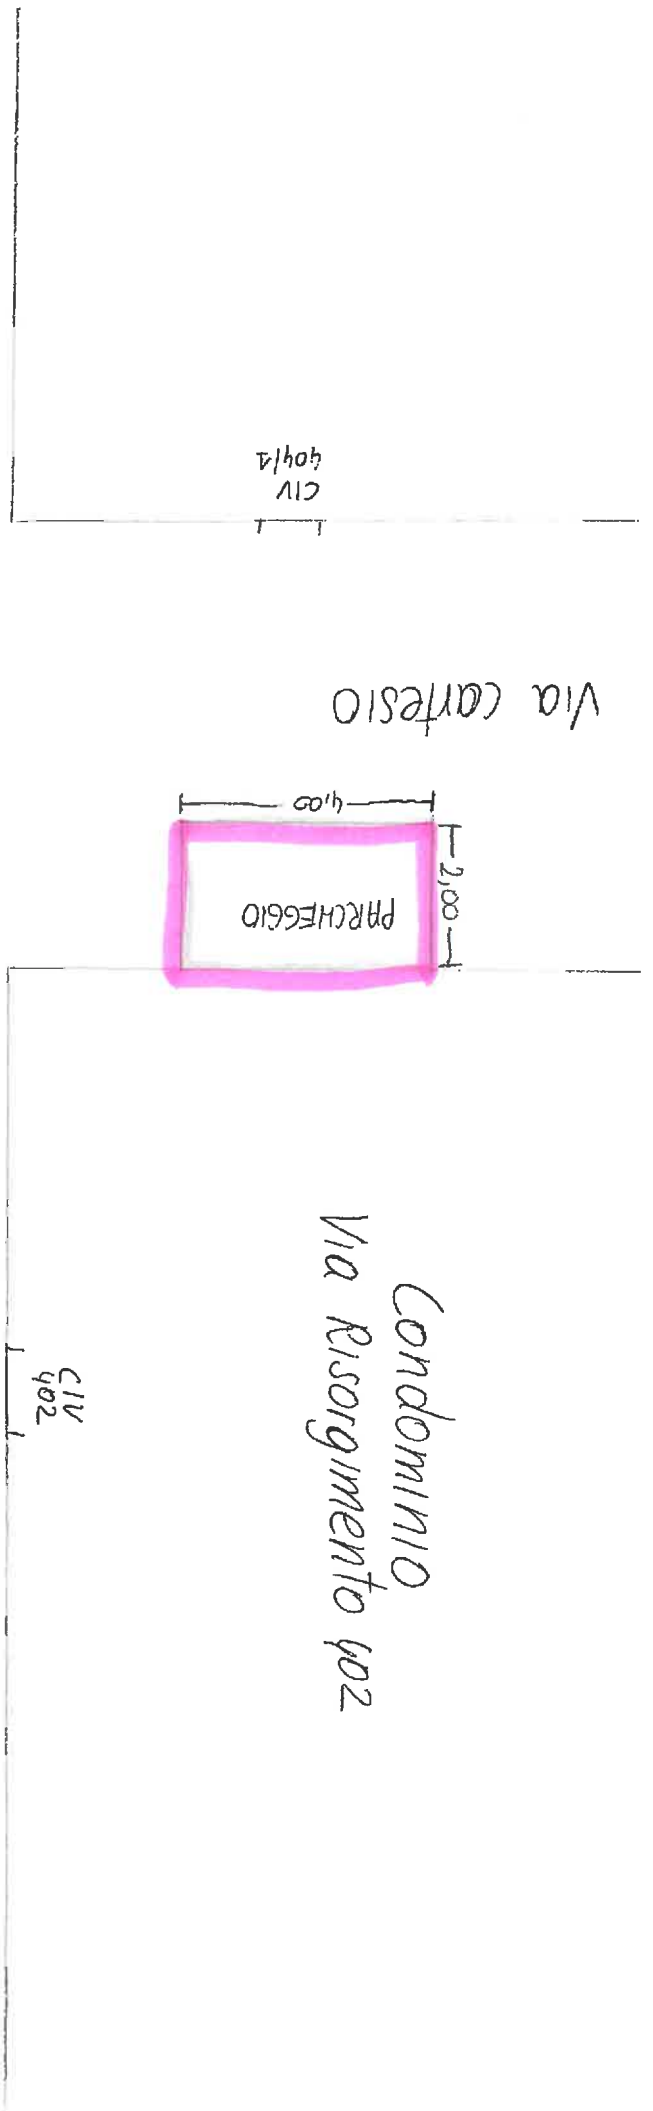 CIV
404/1
Via Cartesio
4,00
2,00
PARCHEGGIO
Condominio
Via Risorgimento 402
CIV
402